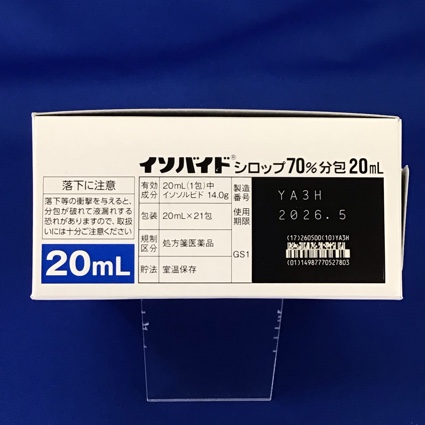 イソバイド® シロップ70%分包20mL
落下に注意
落下等の衝撃を与えると、
分包が破れて液漏れする
恐れがありますので、取扱
いには十分ご注意ください
20mL
有効成分 20mL(1包)中 イソソルビド 14.0g
包装 20mL×21包
規制区分 処方箋医薬品
貯法 室温保存
製造番号 YA3H
使用期限 2026.5
GS1
(17)260500(10)YA3H
(01)14987770527803